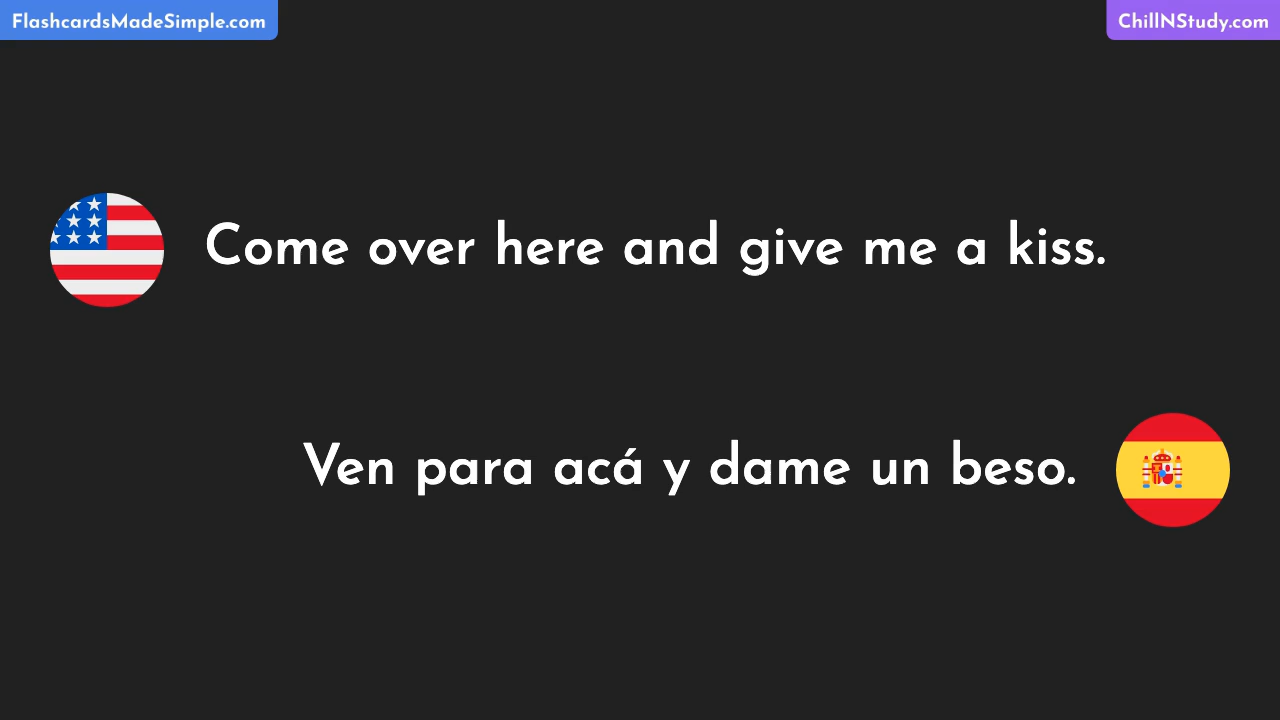 FlashcardsMadeSimple.com
ChillNStudy.com
Come over here and give me a kiss.
Ven para acá y dame un beso.